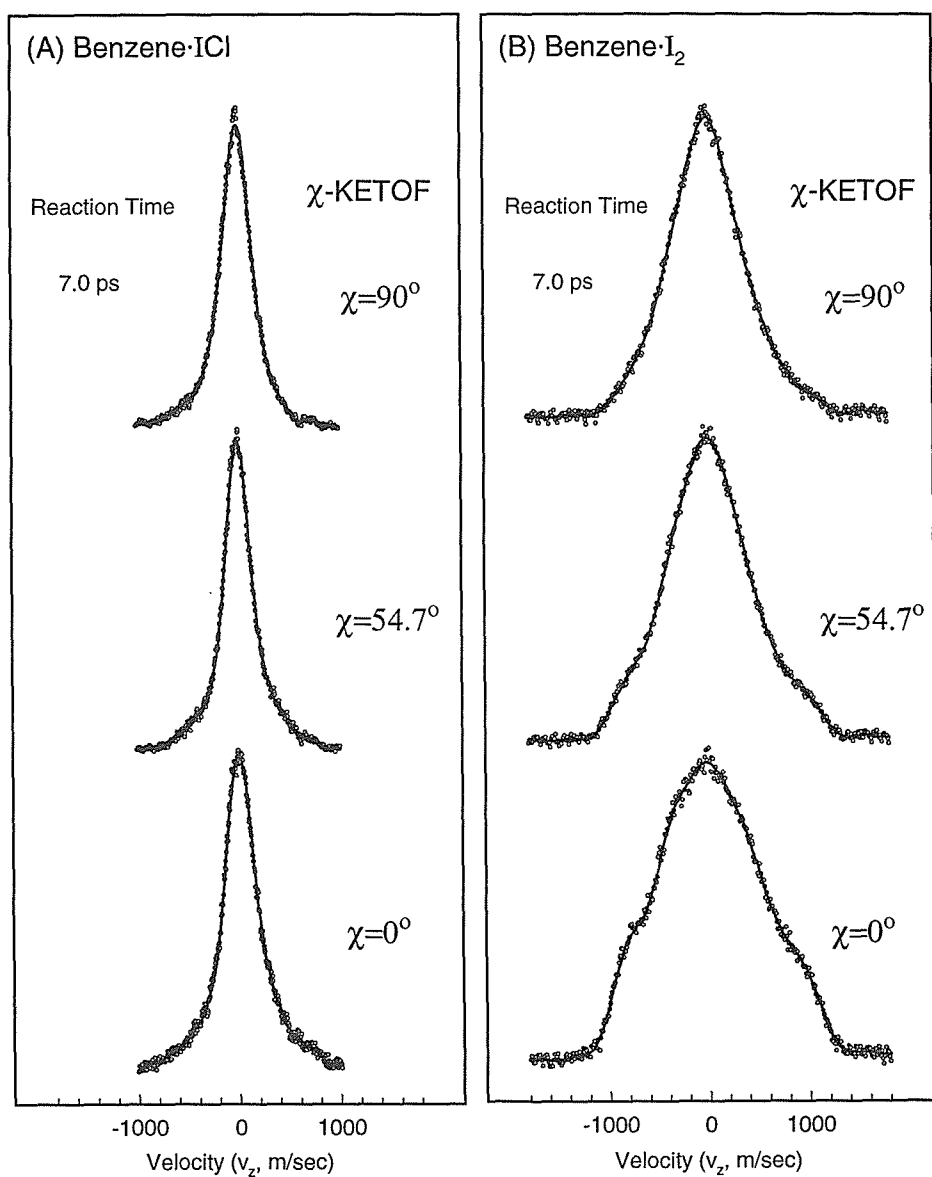 (A) Benzene·ICl
χ-KETOF
Reaction Time
7.0 ps
χ=90°
χ=54.7°
χ=0°
-1000 0 1000
Velocity (v_z, m/sec)
(B) Benzene·I₂
χ-KETOF
Reaction Time
7.0 ps
χ=90°
χ=54.7°
χ=0°
-1000 0 1000
Velocity (v_z, m/sec)